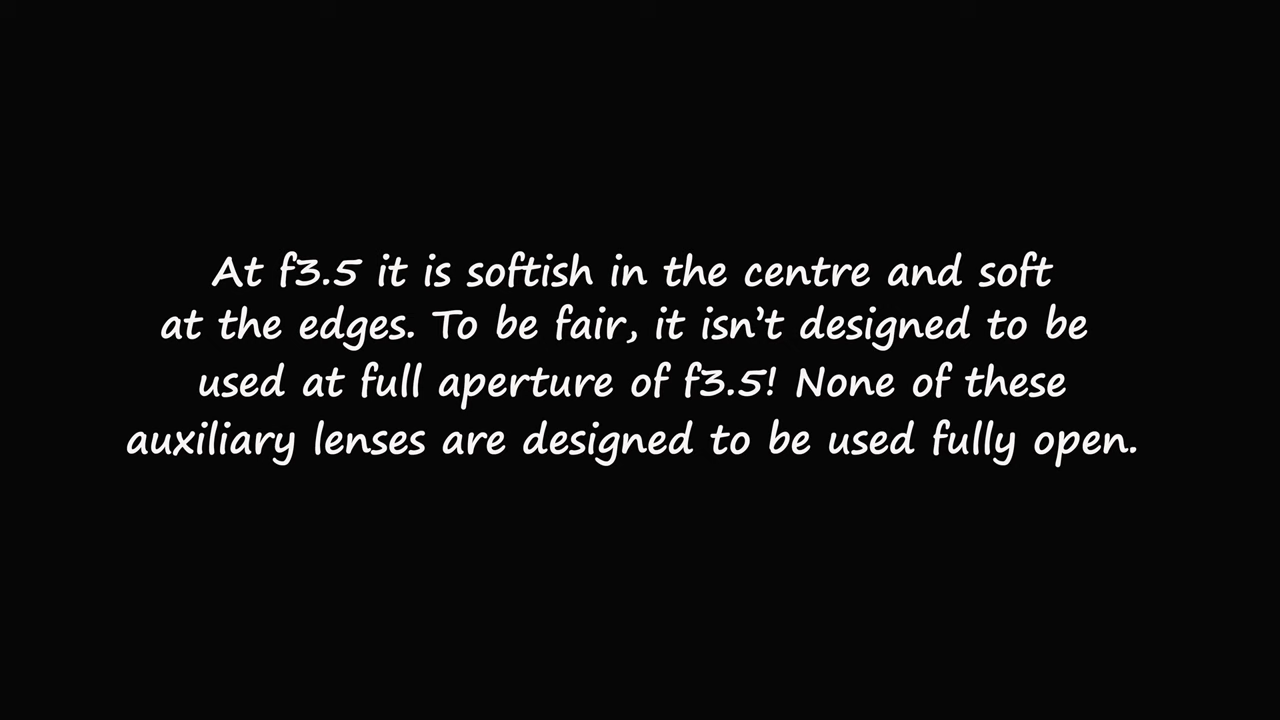 At f3.5 it is softish in the centre and soft
at the edges. To be fair, it isn’t designed to be
used at full aperture of f3.5! None of these
auxiliary lenses are designed to be used fully open.